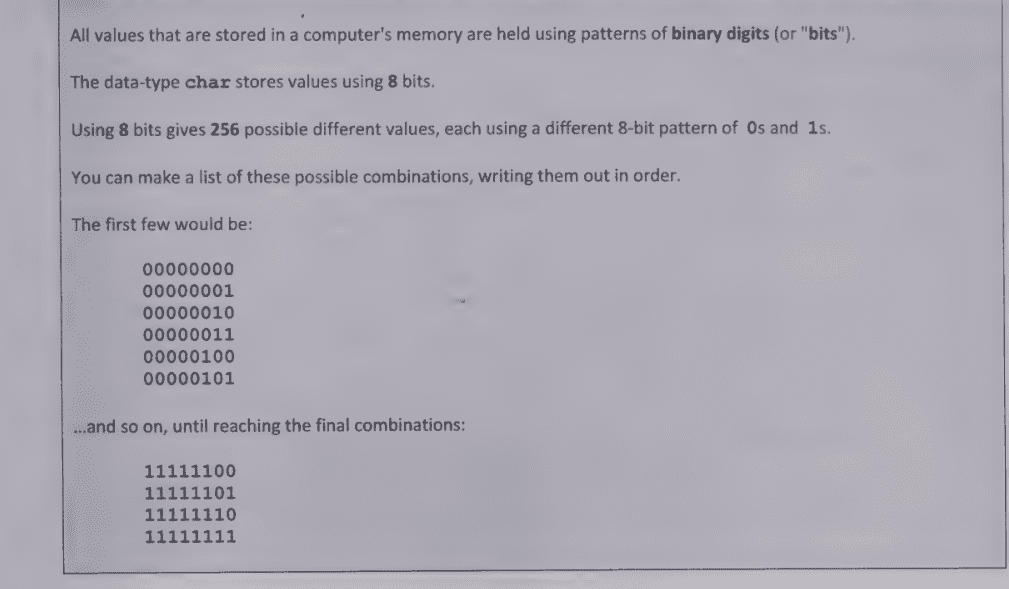 All values that are stored in a computer's memory are held using patterns of binary digits (or "bits").
The data-type char stores values using 8 bits.
Using 8 bits gives 256 possible different values, each using a different 8-bit pattern of 0s and 1s.
You can make a list of these possible combinations, writing them out in order.
The first few would be:
00000000
00000001
00000010
00000011
00000100
00000101
...and so on, until reaching the final combinations:
11111100
11111101
11111110
11111111